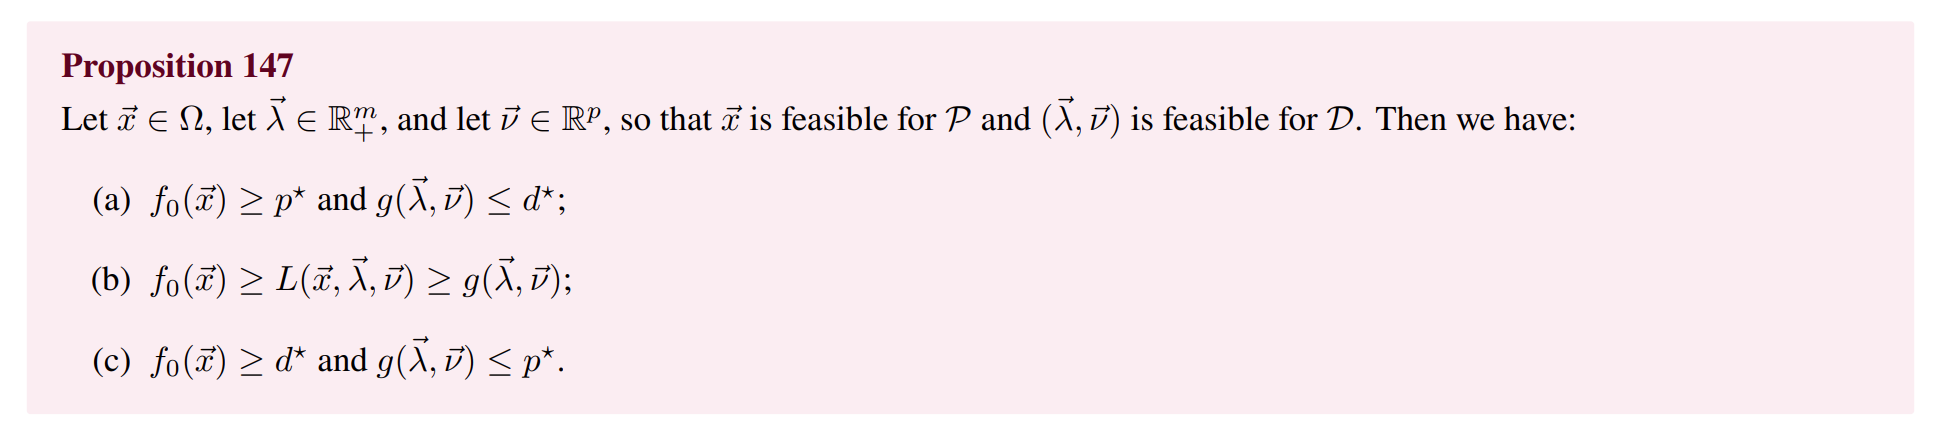 Proposition 147
Let $\vec{x} \in \Omega$, let $\vec{\lambda} \in \mathbb{R}_+^m$, and let $\vec{\nu} \in \mathbb{R}^p$, so that $\vec{x}$ is feasible for $\mathcal{P}$ and $(\vec{\lambda}, \vec{\nu})$ is feasible for $\mathcal{D}$. Then we have:
(a) $f_0(\vec{x}) \geq p^\star$ and $g(\vec{\lambda}, \vec{\nu}) \leq d^\star$;
(b) $f_0(\vec{x}) \geq L(\vec{x}, \vec{\lambda}, \vec{\nu}) \geq g(\vec{\lambda}, \vec{\nu})$;
(c) $f_0(\vec{x}) \geq d^\star$ and $g(\vec{\lambda}, \vec{\nu}) \leq p^\star$.